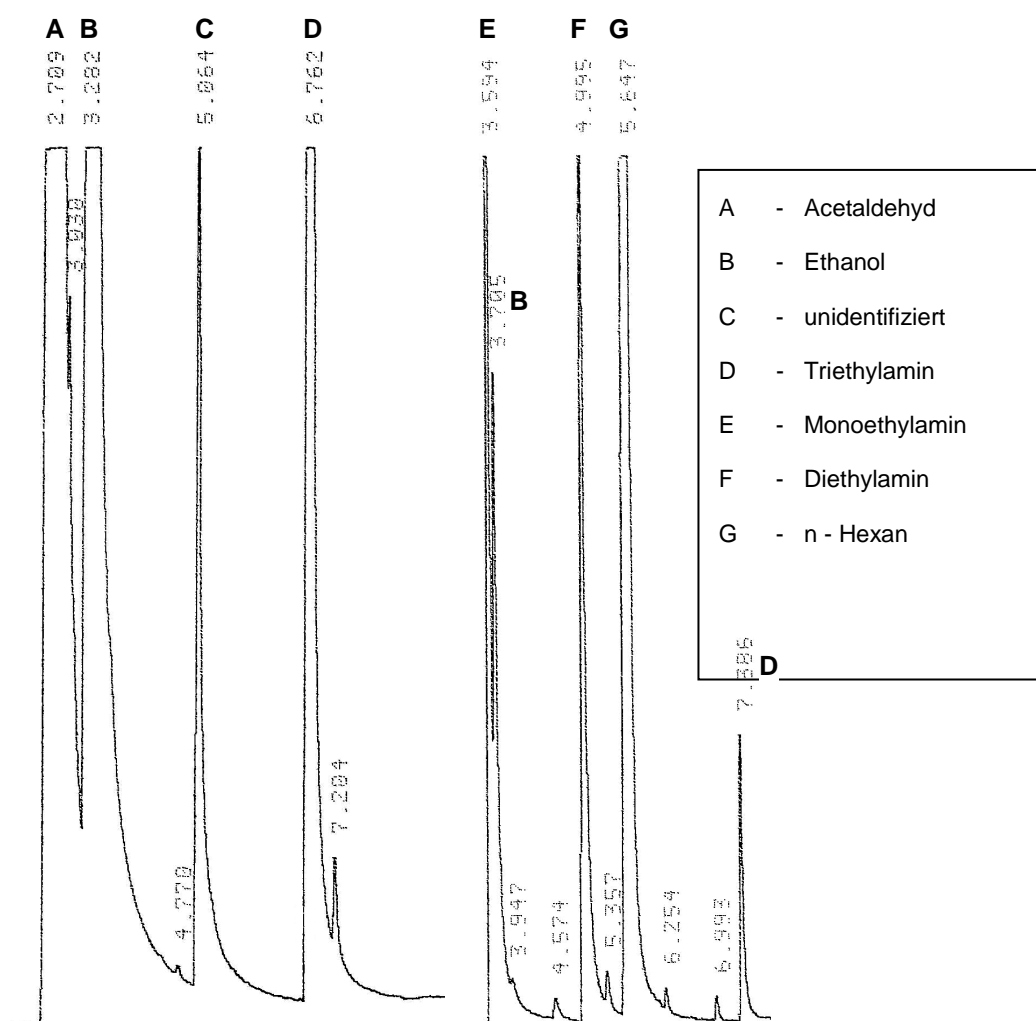 A B C D E F G
2.709 3.282 5.064 6.762 3.594 4.995 5.647
3.030
3.705 B
A - Acetaldehyd
B - Ethanol
C - unidentifiziert
D - Triethylamin
E - Monoethylamin
F - Diethylamin
G - n - Hexan
7.386 D
7.204
4.770
3.947
4.574
5.357
6.254
6.993